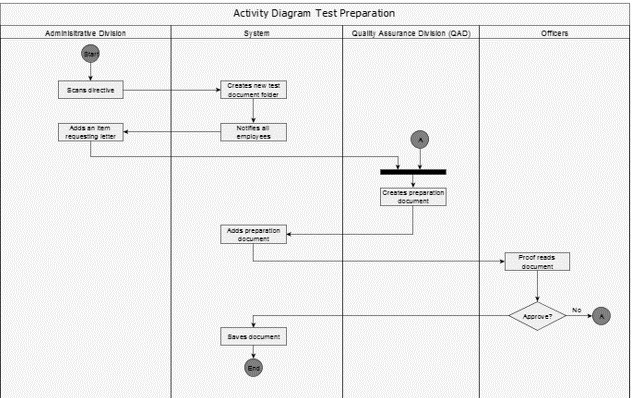 Activity Diagram Test Preparation
Administrative Division
System
Quality Assurance Division (QAD)
Officers
Start
Scans directive
Creates new test
document folder
Adds an item
requesting letter
Notifies all
employees
A
Creates preparation
document
Adds preparation
document
Proof reads
document
Approve?
No
A
Saves document
End